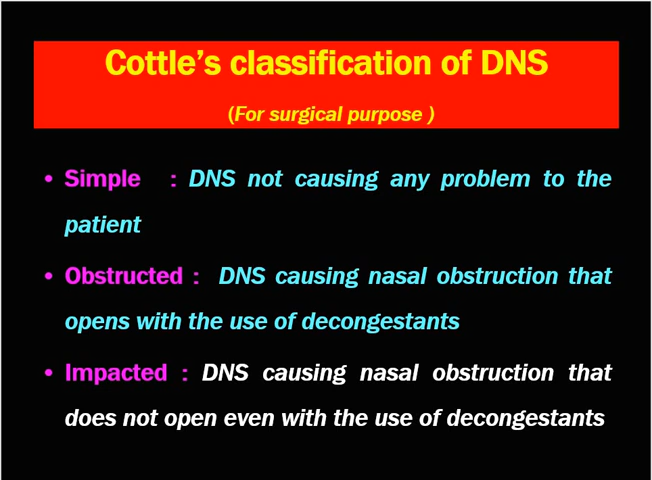 Cottle’s classification of DNS
(For surgical purpose )
• Simple : DNS not causing any problem to the
patient
• Obstructed : DNS causing nasal obstruction that
opens with the use of decongestants
• Impacted : DNS causing nasal obstruction that
does not open even with the use of decongestants